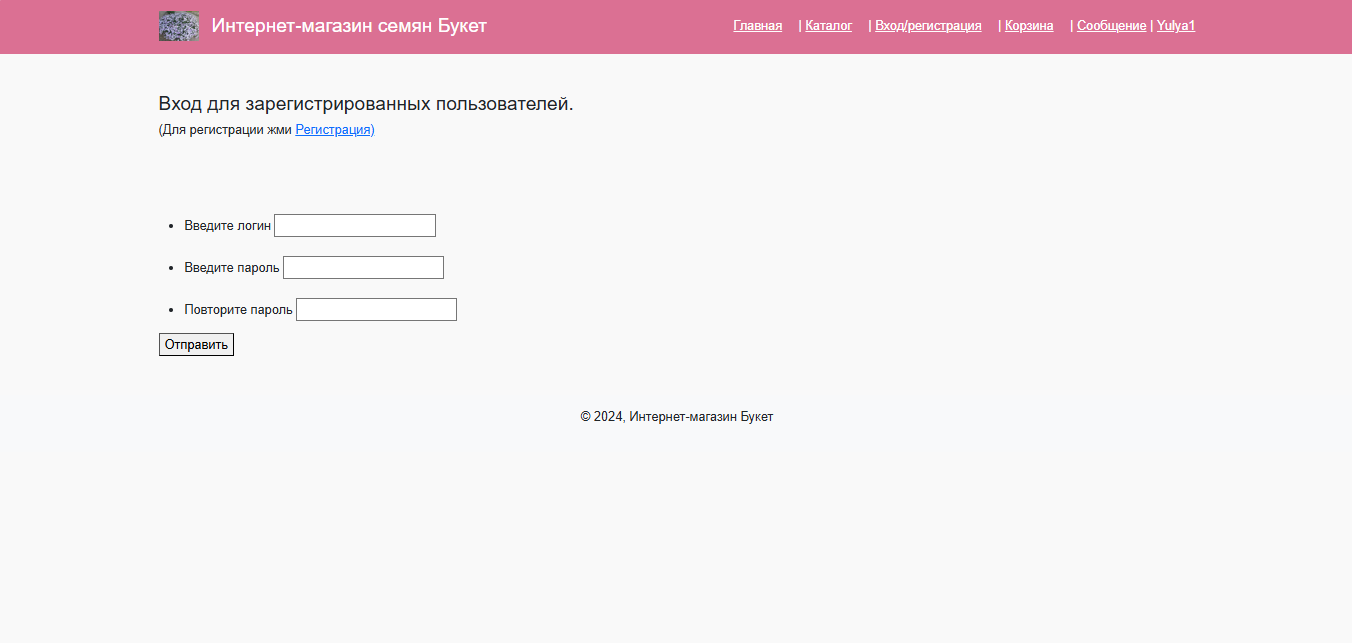 Интернет-магазин семян Букет
Главная | Каталог | Вход/регистрация | Корзина | Сообщение | Yulya1
Вход для зарегистрированных пользователей.
(Для регистрации жми Регистрация)
Введите логин
Введите пароль
Повторите пароль
Отправить
© 2024, Интернет-магазин Букет